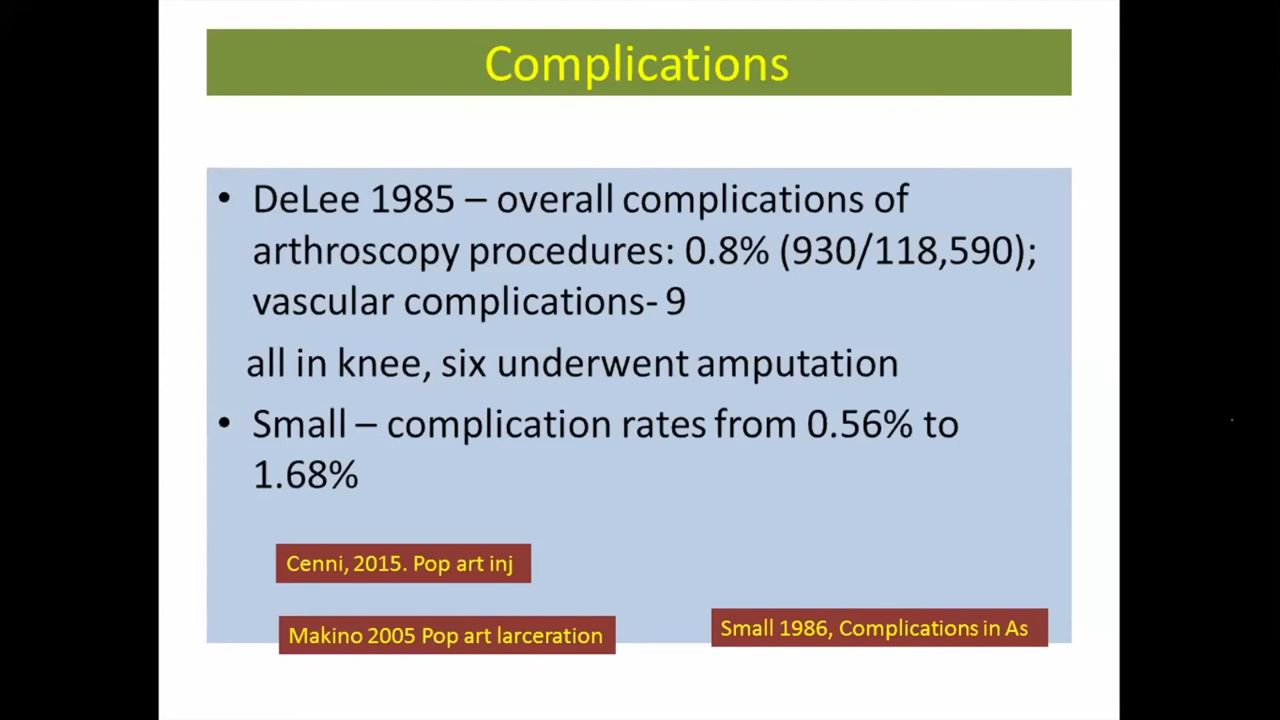 Complications
• DeLee 1985 – overall complications of
arthroscopy procedures: 0.8% (930/118,590);
vascular complications- 9
all in knee, six underwent amputation
• Small – complication rates from 0.56% to
1.68%
Cenni, 2015. Pop art inj
Makino 2005 Pop art larceration
Small 1986, Complications in As